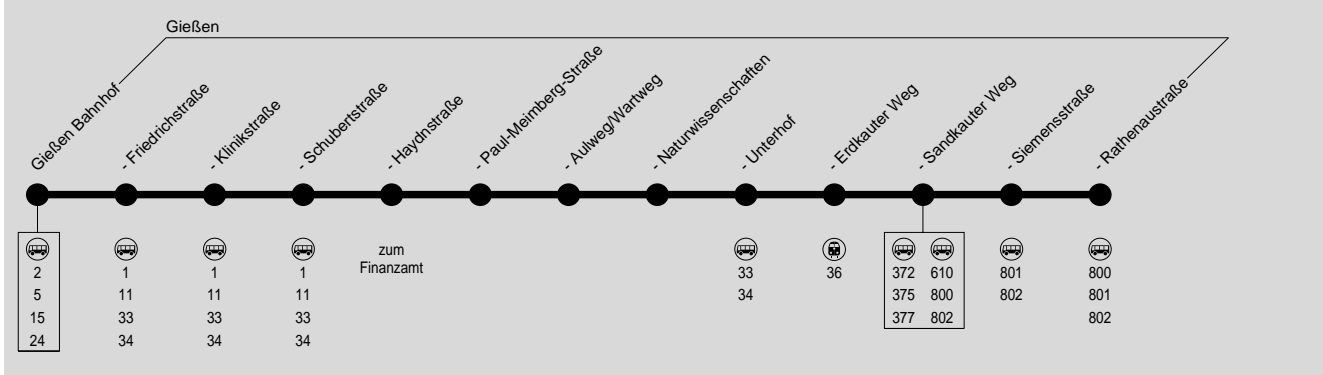 Gießen
Gießen Bahnhof
- Friedrichstraße
- Klinikstraße
- Schubertstraße
- Haydnstraße
- Paul-Meimberg-Straße
- Aulweg/Wartweg
- Naturwissenschaften
- Unterhof
- Erdkauter Weg
- Sandkauter Weg
- Siemensstraße
- Rathenaustraße
2
5
15
24
1
11
33
34
1
11
33
34
1
11
33
34
zum
Finanzamt
33
34
36
372 610
375 800
377 802
801
802
800
801
802